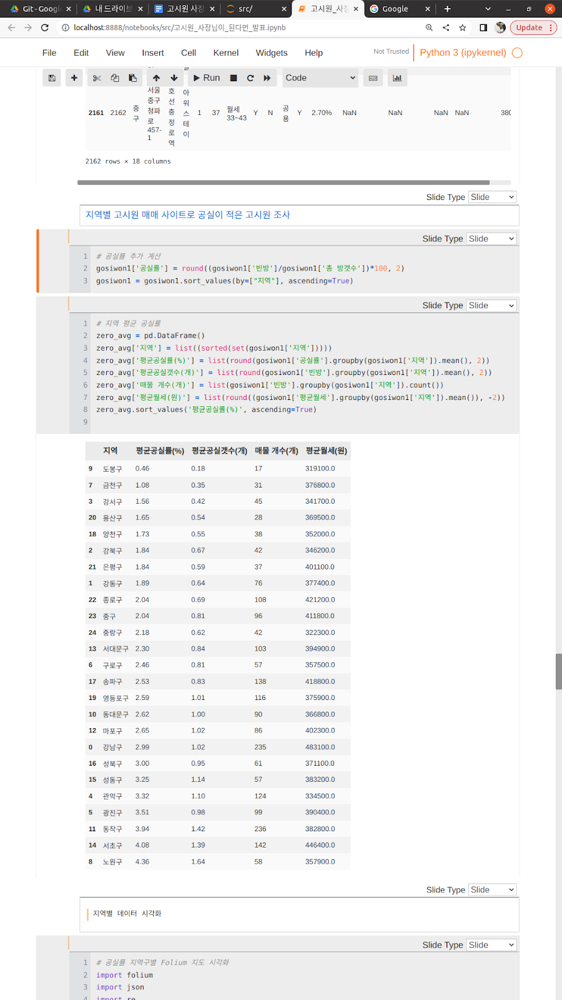 Git - Googl
내 드라이브
고시원 사장
src/
고시원_사장
Google
localhost:8888/notebooks/src/고시원_사장님이_된다면_발표.ipynb
Update
File Edit View Insert Cell Kernel Widgets Help
Not Trusted
Python 3 (ipykernel)
Run
Code
2161 2162 중구 서울 중구 청파로 457-1 호선충정로역 아워스테이 1 37 월세 33~43 Y N 공용 Y 2.70% NaN NaN NaN NaN 380
2162 rows × 18 columns
Slide Type Slide
지역별 고시원 매매 사이트로 공실이 적은 고시원 조사
Slide Type Slide
1 # 공실률 추가 계산
2 gosiwon1['공실률'] = round((gosiwon1['빈방']/gosiwon1['총 방갯수'])*100, 2)
3 gosiwon1 = gosiwon1.sort_values(by=["지역"], ascending=True)
Slide Type Slide
1 # 지역 평균 공실률
2 zero_avg = pd.DataFrame()
3 zero_avg['지역'] = list((sorted(set(gosiwon1['지역']))))
4 zero_avg['평균공실률(%)'] = list(round(gosiwon1['공실률'].groupby(gosiwon1['지역']).mean(), 2))
5 zero_avg['평균공실갯수(개)'] = list(round(gosiwon1['빈방'].groupby(gosiwon1['지역']).mean(), 2))
6 zero_avg['매물 개수(개)'] = list(gosiwon1['빈방'].groupby(gosiwon1['지역']).count())
7 zero_avg['평균월세(원)'] = list(round((gosiwon1['평균월세'].groupby(gosiwon1['지역']).mean()), -2))
8 zero_avg.sort_values('평균공실률(%)', ascending=True)
9
지역 평균공실률(%) 평균공실갯수(개) 매물 개수(개) 평균월세(원)
9 도봉구 0.46 0.18 17 319100.0
7 금천구 1.08 0.35 31 376800.0
3 강서구 1.56 0.42 45 341700.0
20 용산구 1.65 0.54 28 369500.0
18 양천구 1.73 0.55 38 352000.0
2 강북구 1.84 0.67 42 346200.0
21 은평구 1.84 0.59 37 401100.0
1 강동구 1.89 0.64 76 377400.0
22 종로구 2.04 0.69 108 421200.0
23 중구 2.04 0.81 96 411800.0
24 중랑구 2.18 0.62 42 322300.0
13 서대문구 2.30 0.84 103 394900.0
6 구로구 2.46 0.81 57 357500.0
17 송파구 2.53 0.83 138 418800.0
19 영등포구 2.59 1.01 116 375900.0
10 동대문구 2.62 1.00 90 366800.0
12 마포구 2.65 1.02 86 402300.0
0 강남구 2.99 1.02 235 483100.0
16 성북구 3.00 0.95 61 371100.0
15 성동구 3.25 1.14 57 383200.0
4 관악구 3.32 1.10 124 334500.0
5 광진구 3.51 0.98 99 390400.0
11 동작구 3.94 1.42 236 382800.0
14 서초구 4.08 1.39 142 446400.0
8 노원구 4.36 1.64 58 357900.0
Slide Type Slide
지역별 데이터 시각화
Slide Type Slide
1 # 공실률 지역구별 Folium 지도 시각화
2 import folium
3 import json
4 import re